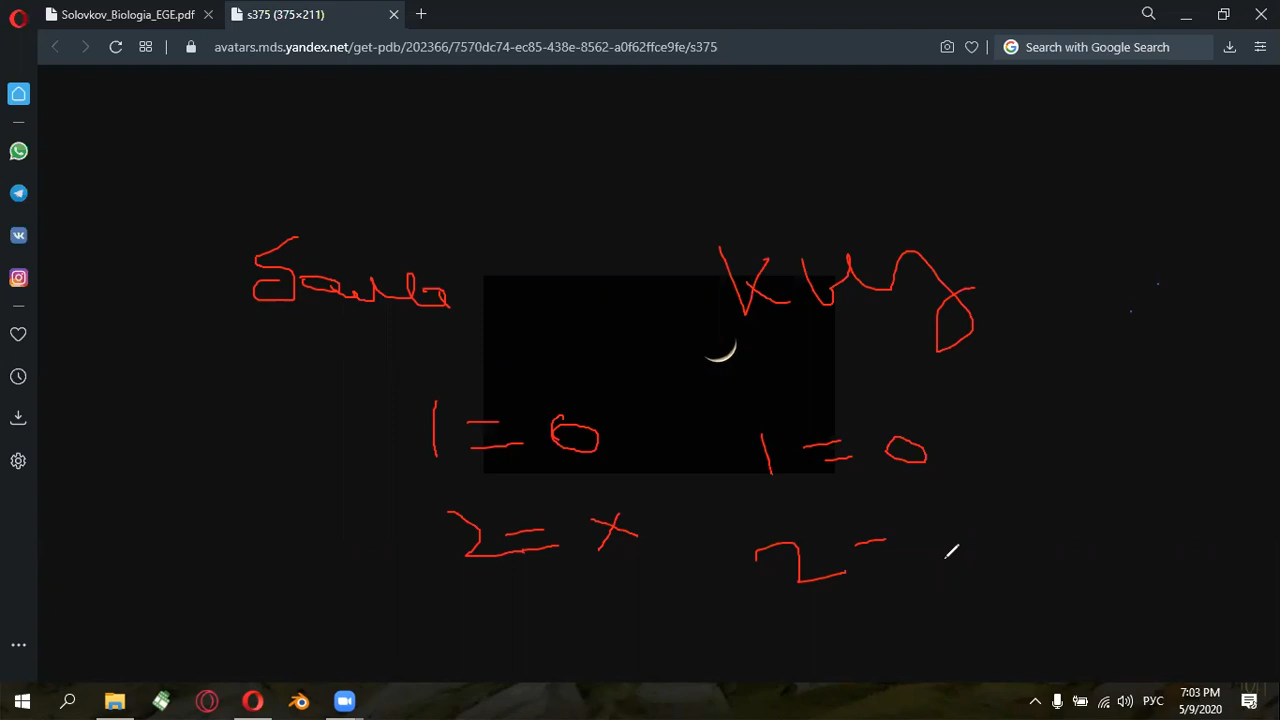 Solovkov_Biologia_EGE.pdf
s375 (375×211)
avatars.mds.yandex.net/get-pdb/202366/7570dc74-ec85-438e-8562-a0f62ffce9fe/s375
Search with Google Search
1 = 0 1 = 0
2 = x 2 -
РУС
7:03 PM
5/9/2020